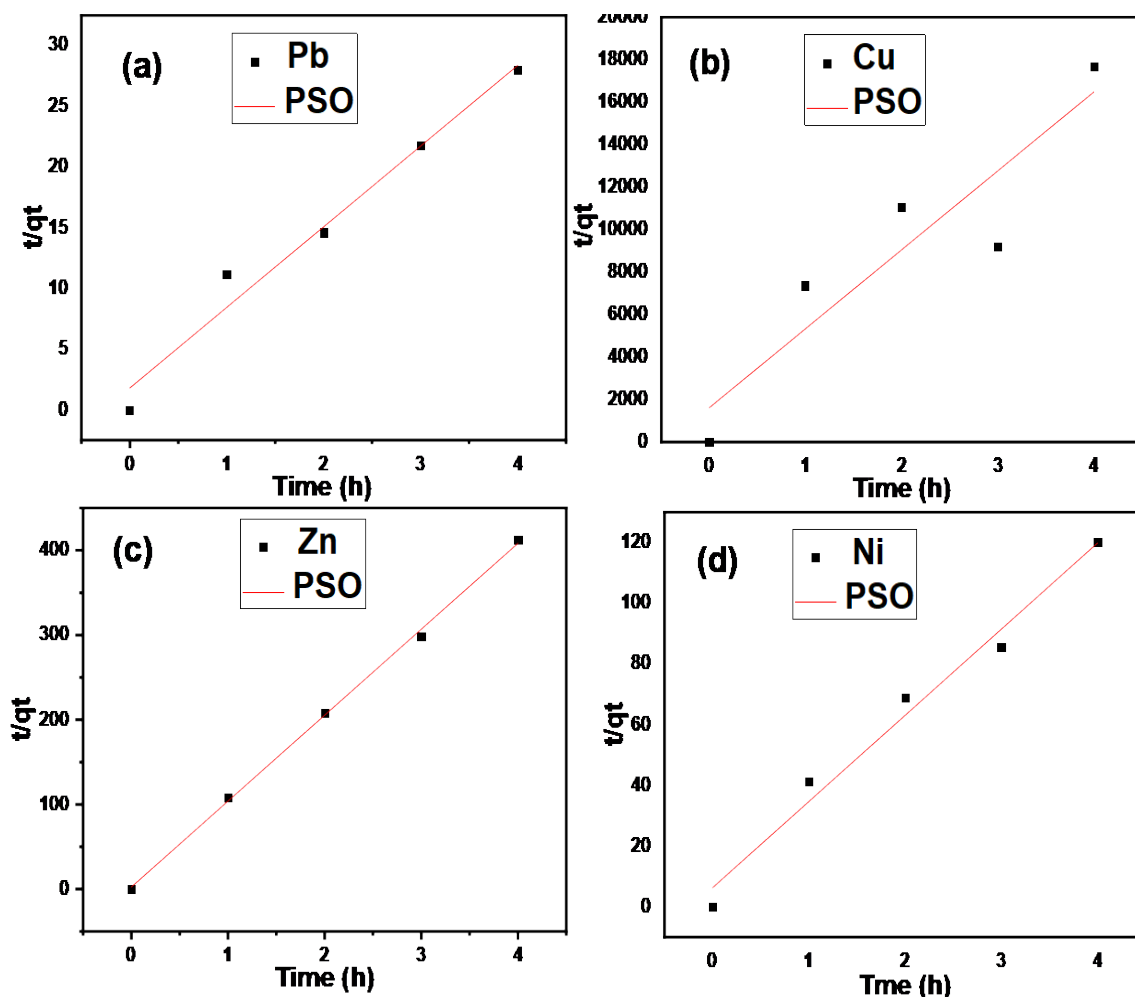 (a)
Pb
PSO
30
25
20
15
10
5
0
t/qt
0 1 2 3 4
Time (h)
(b)
Cu
PSO
20000
18000
16000
14000
12000
10000
8000
6000
4000
2000
0
t/qt
0 1 2 3 4
Time (h)
(c)
Zn
PSO
400
300
200
100
0
t/qt
0 1 2 3 4
Time (h)
(d)
Ni
PSO
120
100
80
60
40
20
0
t/qt
0 1 2 3 4
Tme (h)